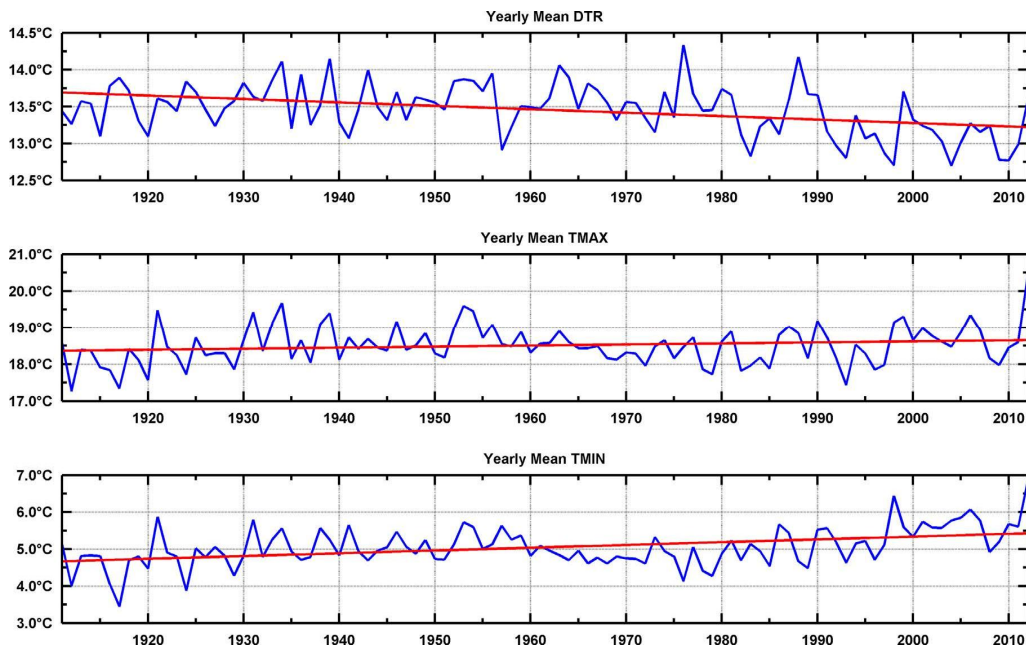 Yearly Mean DTR
14.5°C
14.0°C
13.5°C
13.0°C
12.5°C
1920 1930 1940 1950 1960 1970 1980 1990 2000 2010
Yearly Mean TMAX
21.0°C
20.0°C
19.0°C
18.0°C
17.0°C
1920 1930 1940 1950 1960 1970 1980 1990 2000 2010
Yearly Mean TMIN
7.0°C
6.0°C
5.0°C
4.0°C
3.0°C
1920 1930 1940 1950 1960 1970 1980 1990 2000 2010